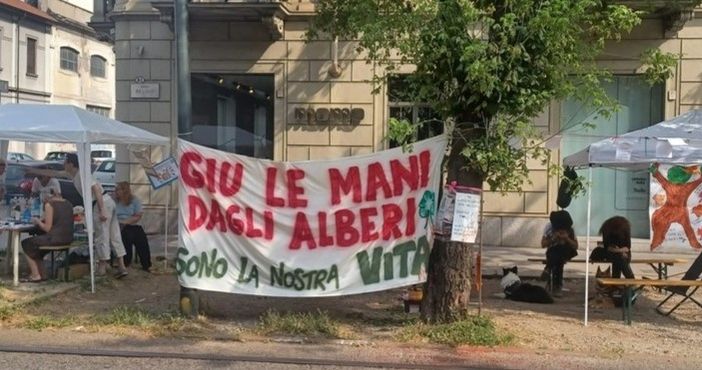 GIU LE MANI
DAGLI ALBERI
SONO LA NOSTRA VITA